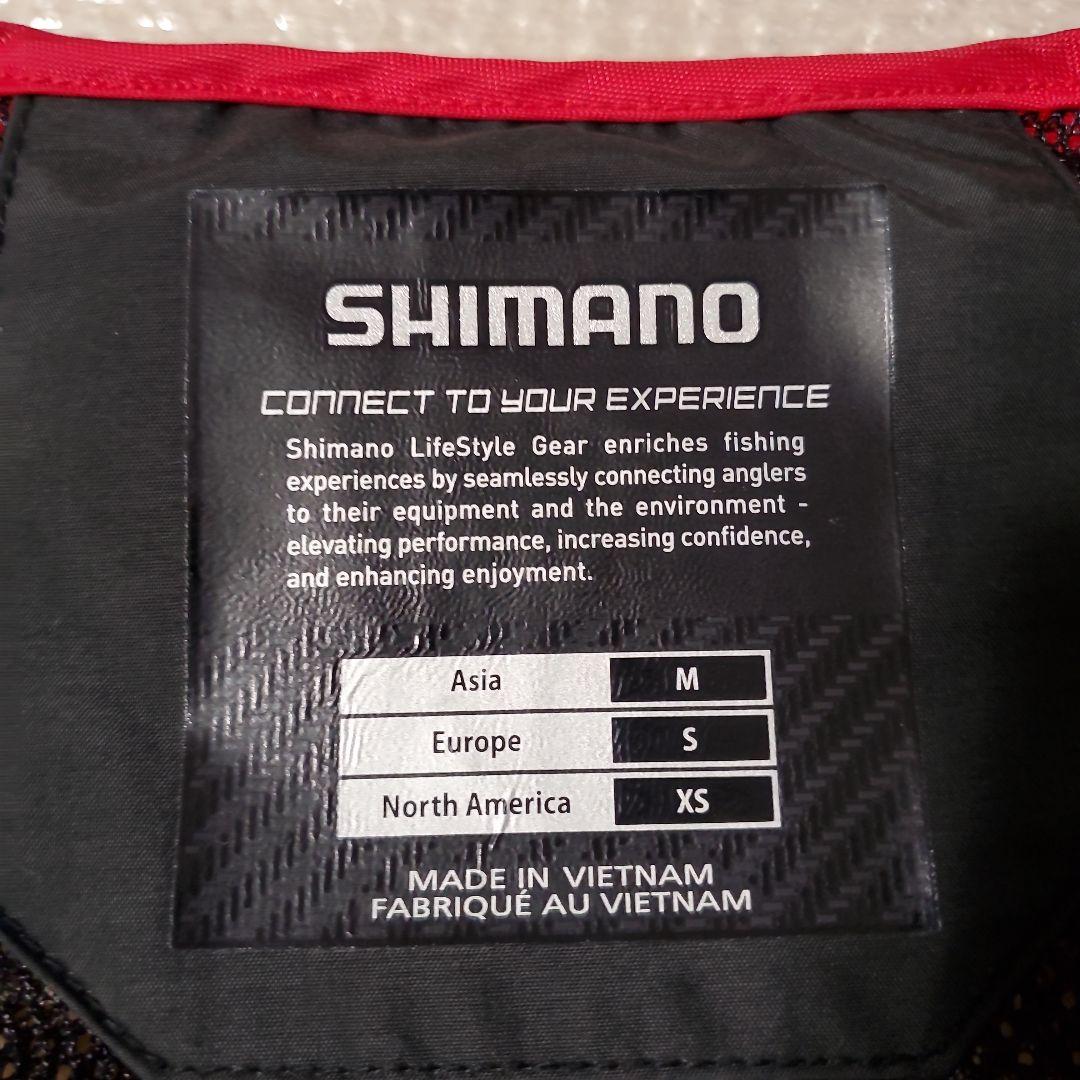 SHIMANO
CONNECT TO YOUR EXPERIENCE
Shimano LifeStyle Gear enriches fishing
experiences by seamlessly connecting anglers
to their equipment and the environment -
elevating performance, increasing confidence,
and enhancing enjoyment.
Asia M
Europe S
North America XS
MADE IN VIETNAM
FABRIQUÉ AU VIETNAM